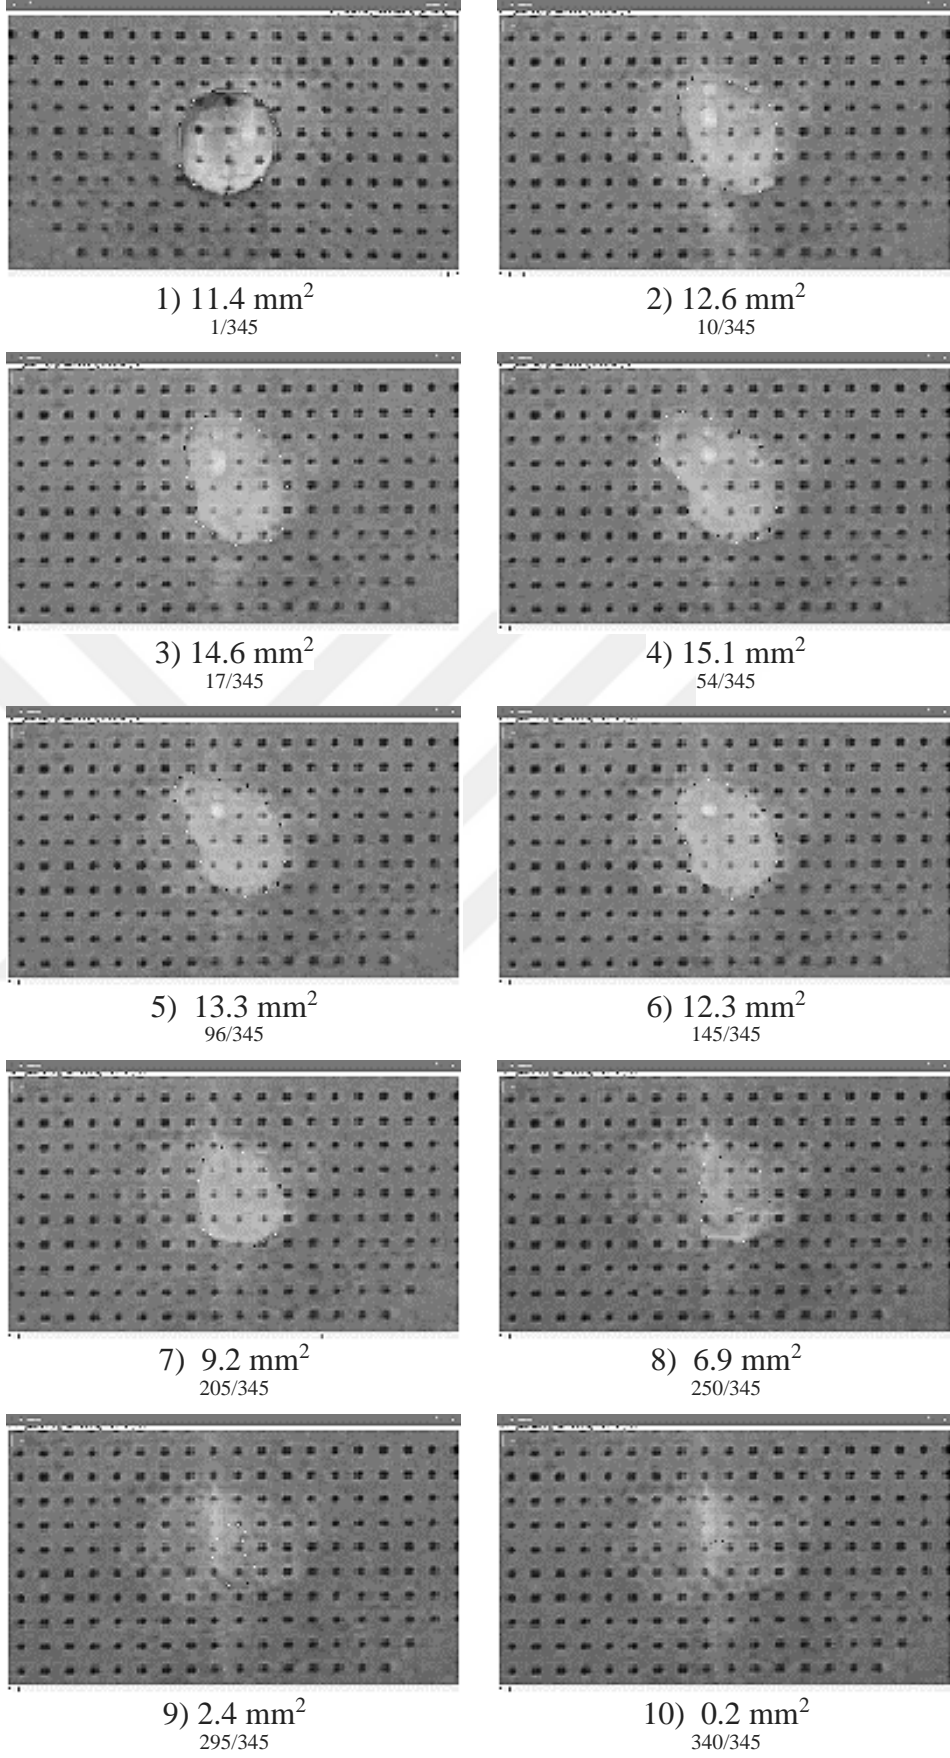 1) 11.4 mm²
1/345
2) 12.6 mm²
10/345
3) 14.6 mm²
17/345
4) 15.1 mm²
54/345
5) 13.3 mm²
96/345
6) 12.3 mm²
145/345
7) 9.2 mm²
205/345
8) 6.9 mm²
250/345
9) 2.4 mm²
295/345
10) 0.2 mm²
340/345